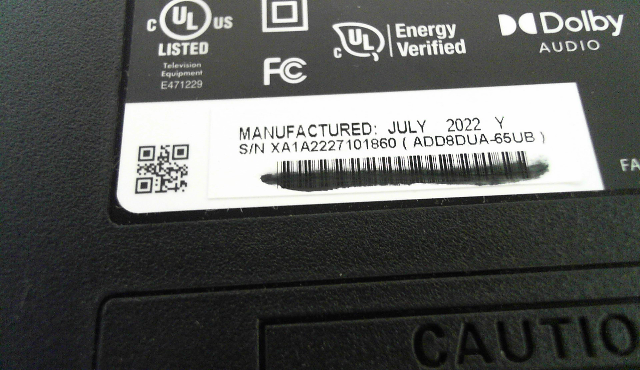 c UL US
LISTED
Television
Equipment
E471229
FC
c UL Energy
Verified
Dolby
AUDIO
MANUFACTURED: JULY 2022 Y
S/N XA1A2227101860 ( ADD8DUA-65UB )
FA
CAUTIO